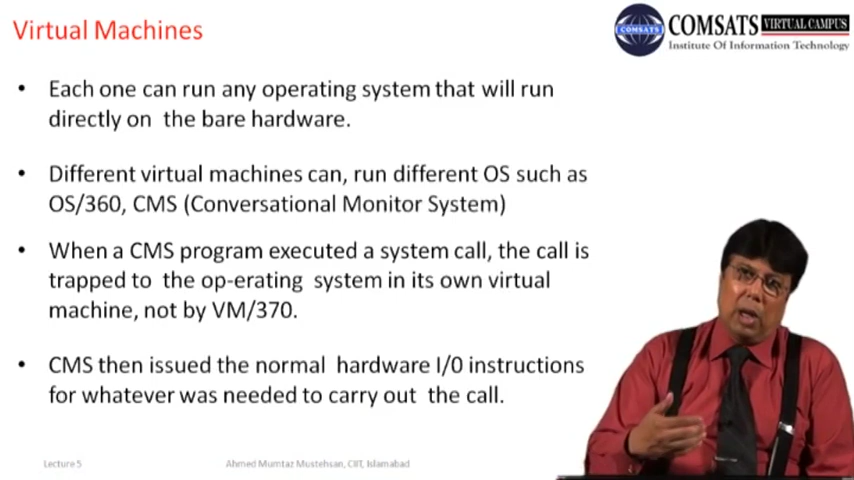 Virtual Machines
COMSATS VIRTUAL CAMPUS
COMSATS
Institute Of Information Technology
• Each one can run any operating system that will run
directly on the bare hardware.
• Different virtual machines can, run different OS such as
OS/360, CMS (Conversational Monitor System)
• When a CMS program executed a system call, the call is
trapped to the op-erating system in its own virtual
machine, not by VM/370.
• CMS then issued the normal hardware I/0 instructions
for whatever was needed to carry out the call.
Lecture 5
Ahmed Mumtaz Mustehsan, CIIT, Islamabad